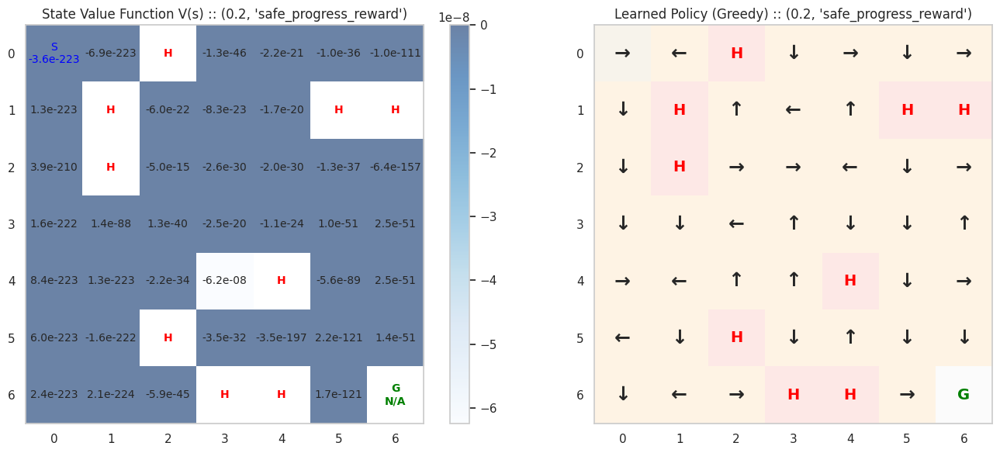 State Value Function V(s) :: (0.2, 'safe_progress_reward')
1e−8
0 S -3.6e-223 -6.9e-223 H -1.3e-46 -2.2e-21 -1.0e-36 -1.0e-111
1 1.3e-223 H -6.0e-22 -8.3e-23 -1.7e-20 H H
2 3.9e-210 H -5.0e-15 -2.6e-30 -2.0e-30 -1.3e-37 -6.4e-157
3 1.6e-222 1.4e-88 1.3e-40 -2.5e-20 -1.1e-24 1.0e-51 2.5e-51
4 8.4e-223 1.3e-223 -2.2e-34 -6.2e-08 H -5.6e-89 2.5e-51
5 6.0e-223 -1.6e-222 H -3.5e-32 -3.5e-197 2.2e-121 1.4e-51
6 2.4e-223 2.1e-224 -5.9e-45 H H 1.7e-121 G N/A
0 1 2 3 4 5 6
0
−1
−2
−3
−4
−5
−6
Learned Policy (Greedy) :: (0.2, 'safe_progress_reward')
0 → ← H ↓ → ↓ →
1 ↓ H ↑ ← ↑ H H
2 ↓ H → → ← ↓ →
3 ↓ ↓ ← ↑ ↓ ↓ ↑
4 → ← ↑ ↑ H ↓ →
5 ← ↓ H ↓ ↑ ↓ ↓
6 ↓ ← → H H → G
0 1 2 3 4 5 6